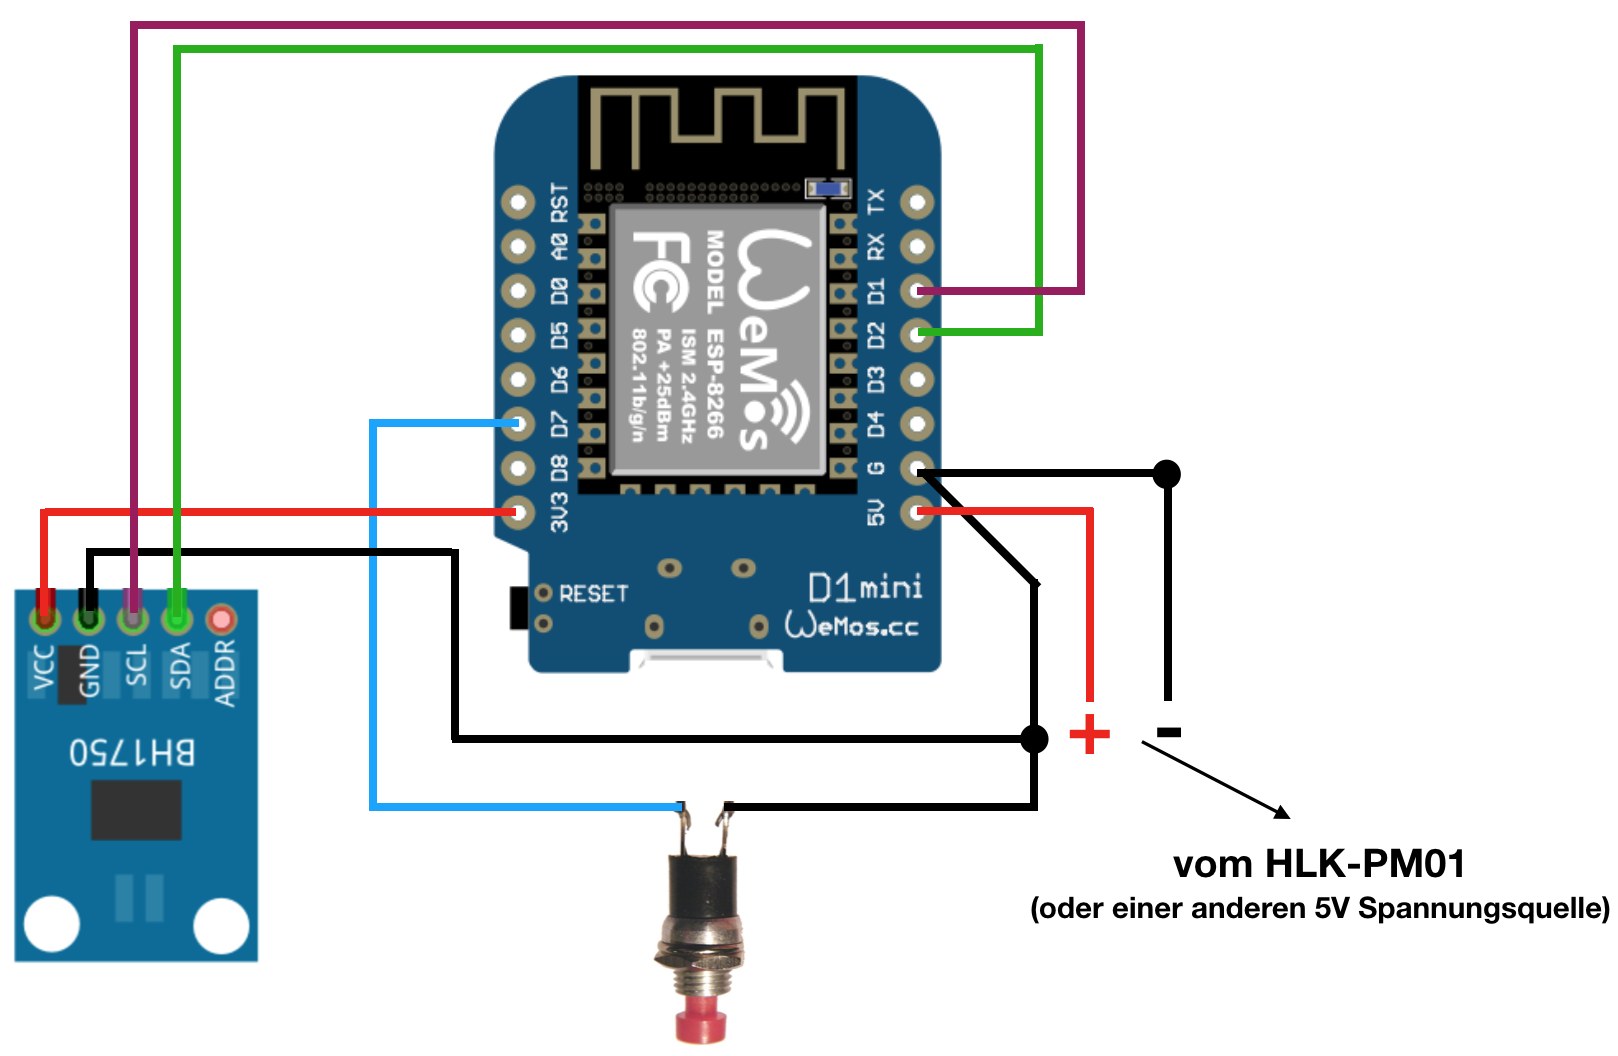 RST
A0
D0
D5
D6
D7
D8
3V3
TX
RX
D1
D2
D3
D4
G
5V
WeMos
MODEL ESP-8266
ISM 2.4GHz
PA +25dBm
802.11b/g/n
FC
RESET
D1 mini
WeMos.cc
VCC
GND
SCL
SDA
ADDR
BH1750
+
-
vom HLK-PM01
(oder einer anderen 5V Spannungsquelle)